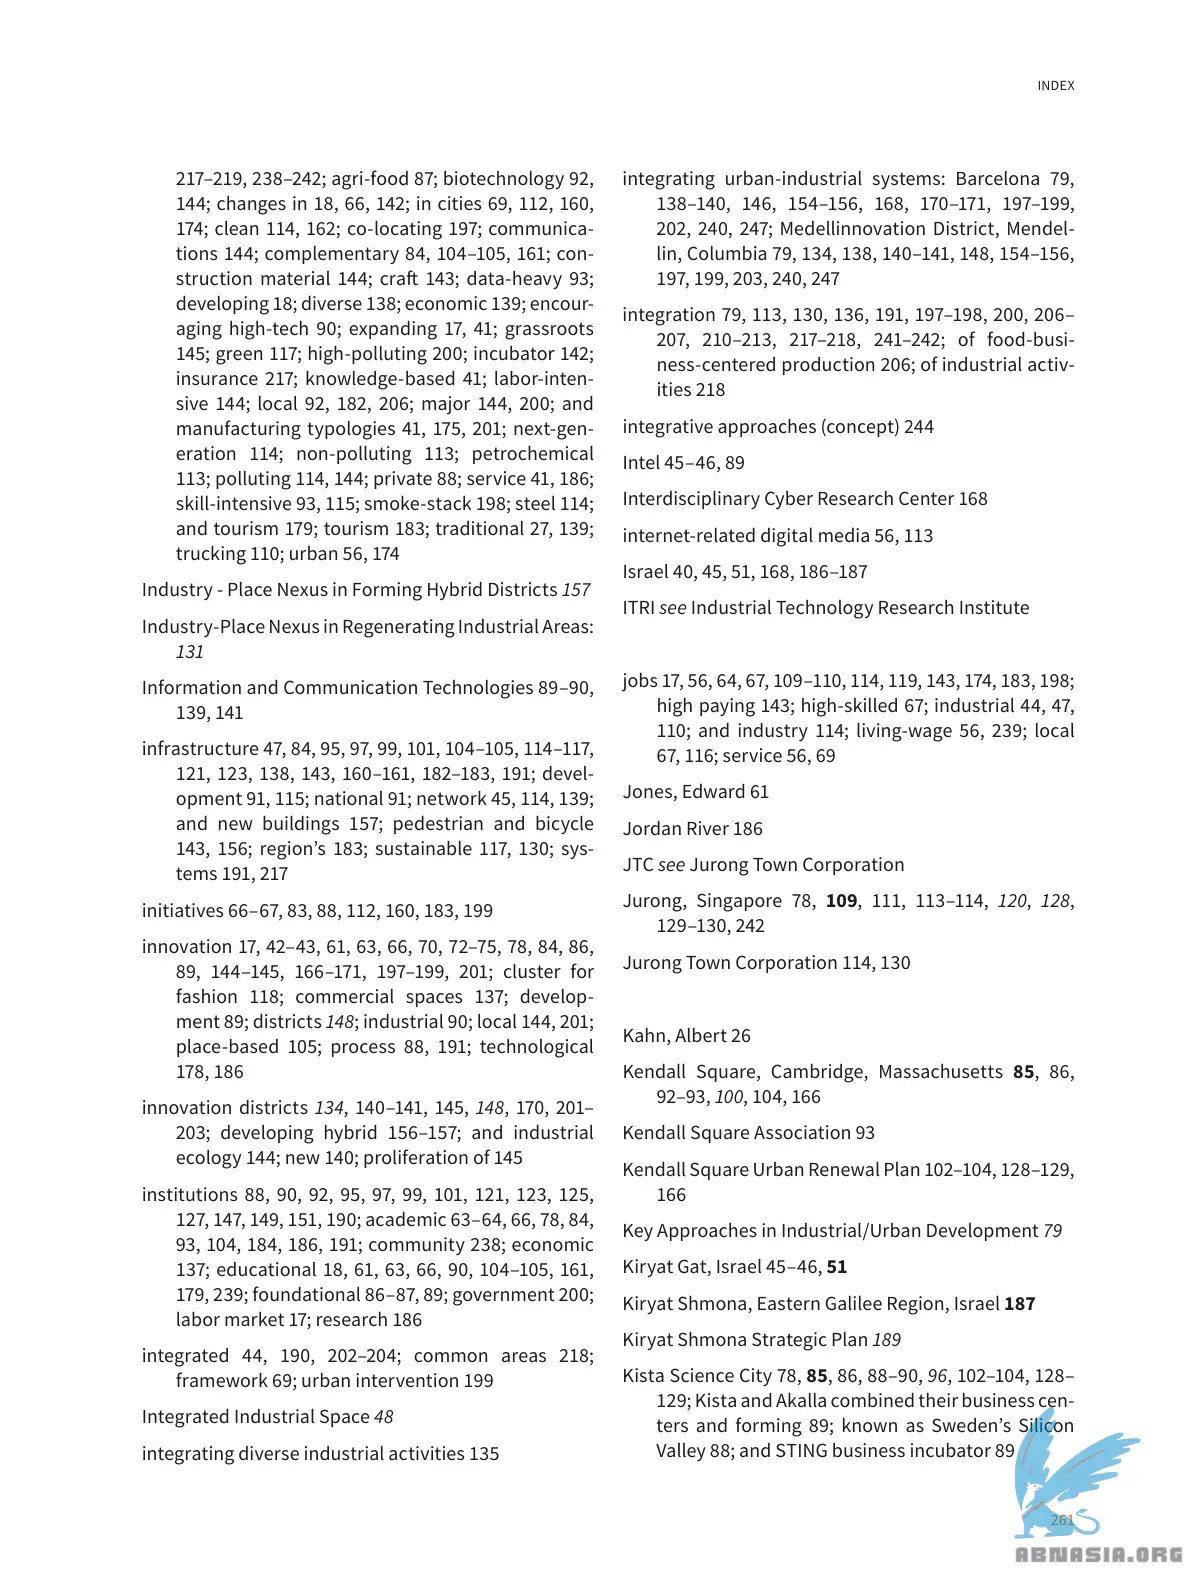 INDEX
217–219, 238–242; agri-food 87; biotechnology 92,
144; changes in 18, 66, 142; in cities 69, 112, 160,
174; clean 114, 162; co-locating 197; communica-
tions 144; complementary 84, 104–105, 161; con-
struction material 144; craft 143; data-heavy 93;
developing 18; diverse 138; economic 139; encour-
aging high-tech 90; expanding 17, 41; grassroots
145; green 117; high-polluting 200; incubator 142;
insurance 217; knowledge-based 41; labor-inten-
sive 144; local 92, 182, 206; major 144, 200; and
manufacturing typologies 41, 175, 201; next-gen-
eration 114; non-polluting 113; petrochemical
113; polluting 114, 144; private 88; service 41, 186;
skill-intensive 93, 115; smoke-stack 198; steel 114;
and tourism 179; tourism 183; traditional 27, 139;
trucking 110; urban 56, 174
Industry - Place Nexus in Forming Hybrid Districts 157
Industry-Place Nexus in Regenerating Industrial Areas:
131
Information and Communication Technologies 89–90,
139, 141
infrastructure 47, 84, 95, 97, 99, 101, 104–105, 114–117,
121, 123, 138, 143, 160–161, 182–183, 191; devel-
opment 91, 115; national 91; network 45, 114, 139;
and new buildings 157; pedestrian and bicycle
143, 156; region’s 183; sustainable 117, 130; sys-
tems 191, 217
initiatives 66–67, 83, 88, 112, 160, 183, 199
innovation 17, 42–43, 61, 63, 66, 70, 72–75, 78, 84, 86,
89, 144–145, 166–171, 197–199, 201; cluster for
fashion 118; commercial spaces 137; develop-
ment 89; districts 148; industrial 90; local 144, 201;
place-based 105; process 88, 191; technological
178, 186
innovation districts 134, 140–141, 145, 148, 170, 201–
203; developing hybrid 156–157; and industrial
ecology 144; new 140; proliferation of 145
institutions 88, 90, 92, 95, 97, 99, 101, 121, 123, 125,
127, 147, 149, 151, 190; academic 63–64, 66, 78, 84,
93, 104, 184, 186, 191; community 238; economic
137; educational 18, 61, 63, 66, 90, 104–105, 161,
179, 239; foundational 86–87, 89; government 200;
labor market 17; research 186
integrated 44, 190, 202–204; common areas 218;
framework 69; urban intervention 199
Integrated Industrial Space 48
integrating diverse industrial activities 135
integrating urban-industrial systems: Barcelona 79,
138–140, 146, 154–156, 168, 170–171, 197–199,
202, 240, 247; Medellinnovation District, Mendel-
lin, Columbia 79, 134, 138, 140–141, 148, 154–156,
197, 199, 203, 240, 247
integration 79, 113, 130, 136, 191, 197–198, 200, 206–
207, 210–213, 217–218, 241–242; of food-busi-
ness-centered production 206; of industrial activ-
ities 218
integrative approaches (concept) 244
Intel 45–46, 89
Interdisciplinary Cyber Research Center 168
internet-related digital media 56, 113
Israel 40, 45, 51, 168, 186–187
ITRI see Industrial Technology Research Institute
jobs 17, 56, 64, 67, 109–110, 114, 119, 143, 174, 183, 198;
high paying 143; high-skilled 67; industrial 44, 47,
110; and industry 114; living-wage 56, 239; local
67, 116; service 56, 69
Jones, Edward 61
Jordan River 186
JTC see Jurong Town Corporation
Jurong, Singapore 78, 109, 111, 113–114, 120, 128,
129–130, 242
Jurong Town Corporation 114, 130
Kahn, Albert 26
Kendall Square, Cambridge, Massachusetts 85, 86,
92–93, 100, 104, 166
Kendall Square Association 93
Kendall Square Urban Renewal Plan 102–104, 128–129,
166
Key Approaches in Industrial/Urban Development 79
Kiryat Gat, Israel 45–46, 51
Kiryat Shmona, Eastern Galilee Region, Israel 187
Kiryat Shmona Strategic Plan 189
Kista Science City 78, 85, 86, 88–90, 96, 102–104, 128–
129; Kista and Akalla combined their business cen-
ters and forming 89; known as Sweden’s Silicon
Valley 88; and STING business incubator 89
261
ABNASIA.ORG